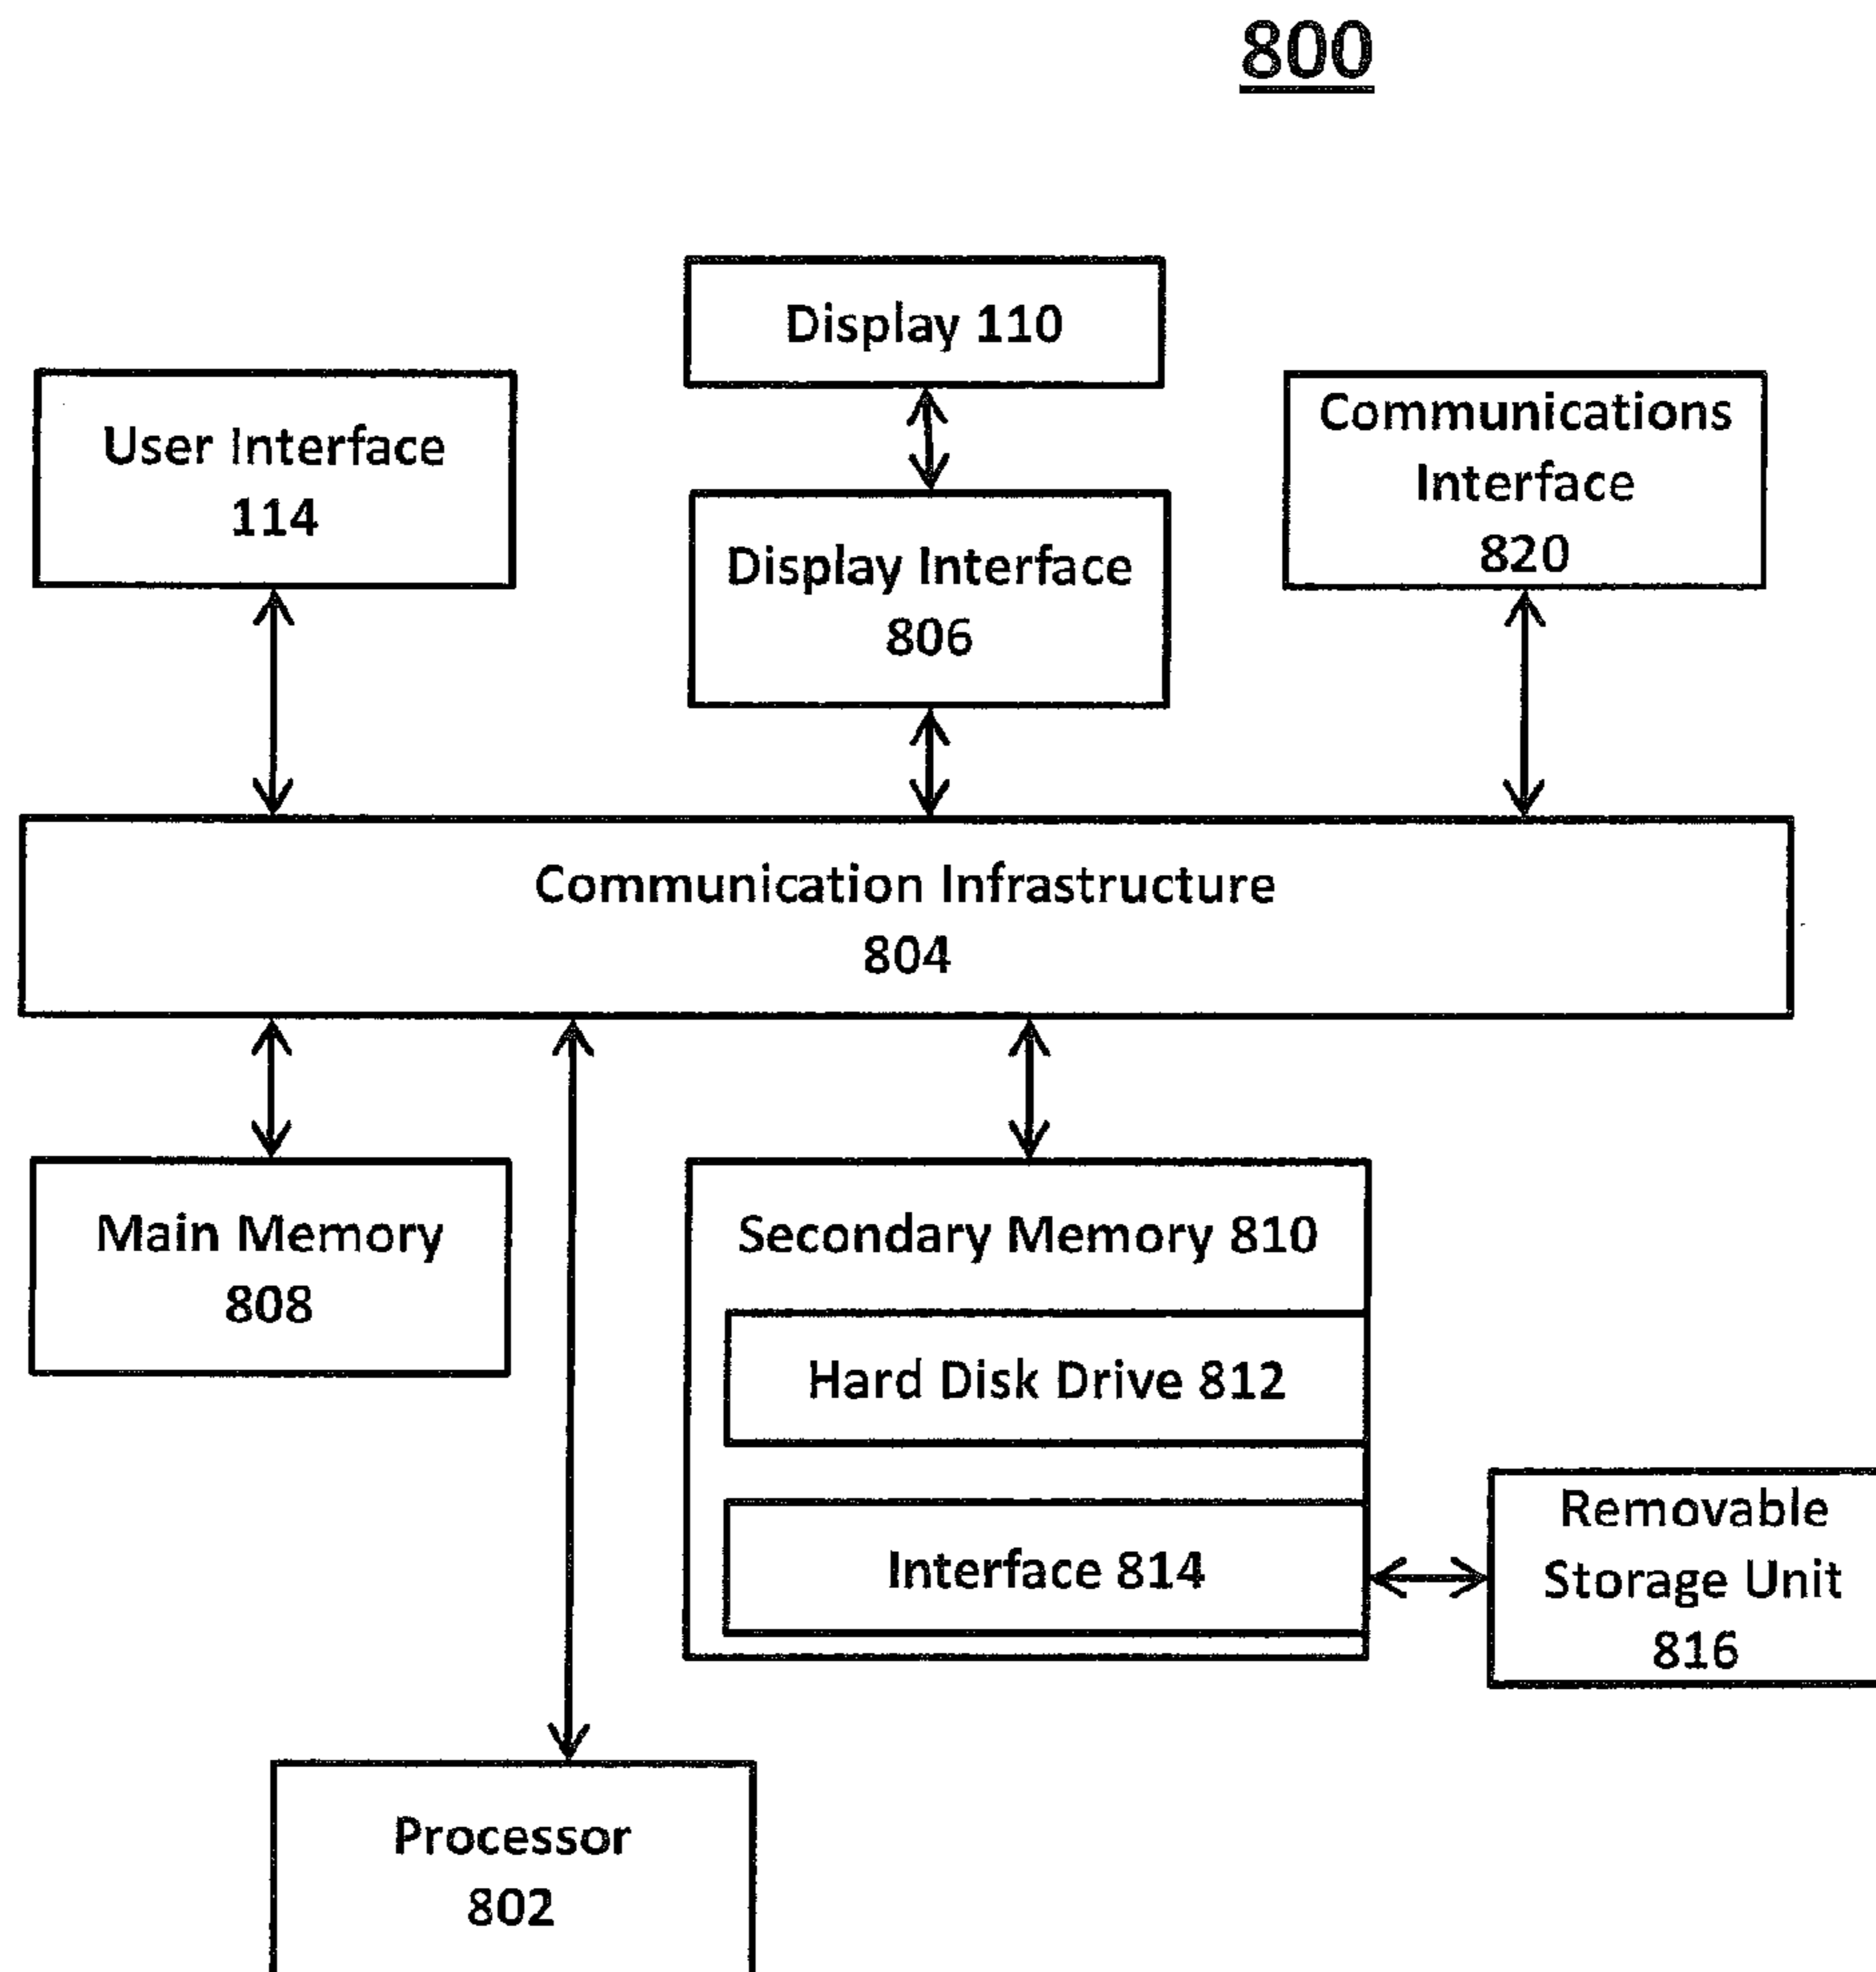 800
Display 110
User Interface
114
Communications
Interface
820
Display Interface
806
Communication Infrastructure
804
Main Memory
808
Secondary Memory 810
Hard Disk Drive 812
Interface 814
Removable
Storage Unit
816
Processor
802